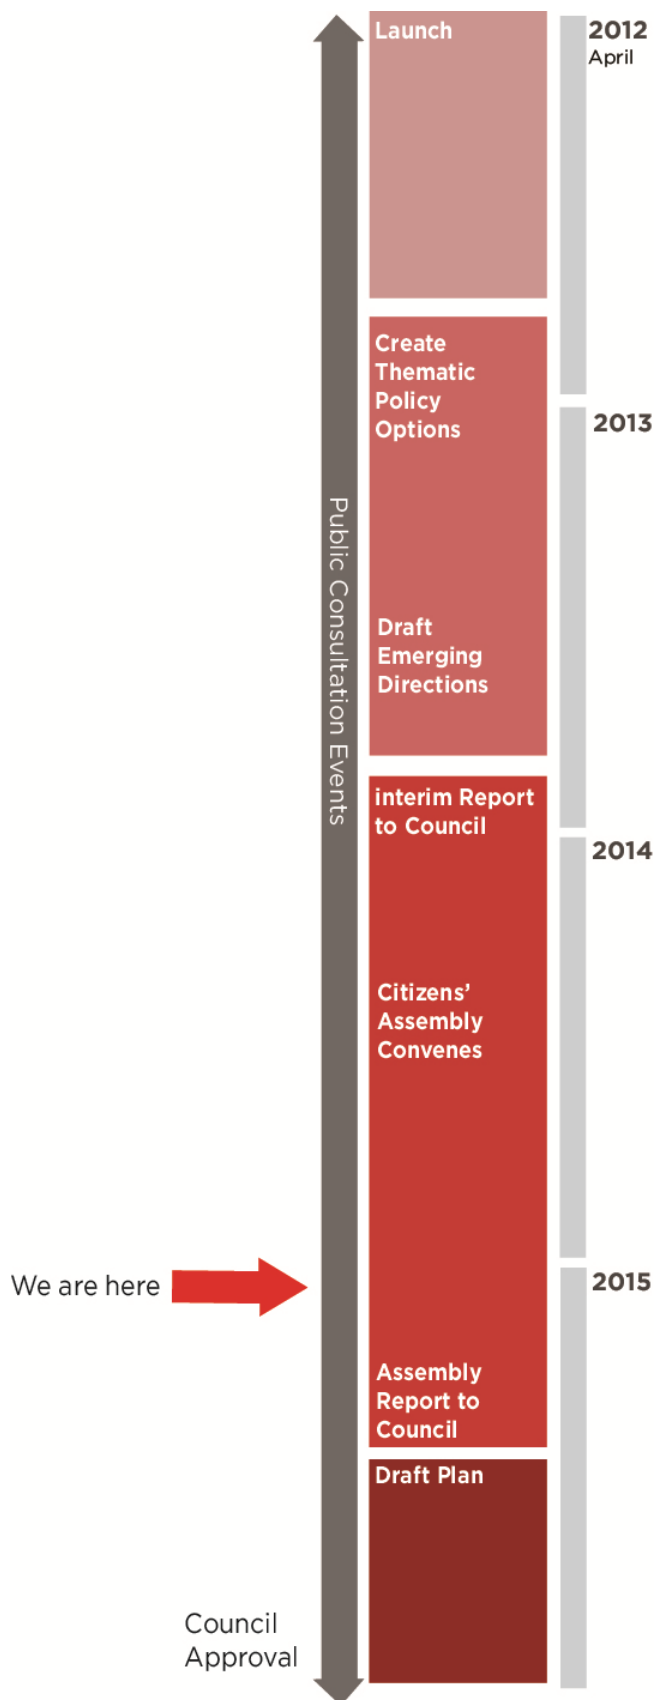 Launch
2012
April
Create
Thematic
Policy
Options
2013
Public Consultation Events
Draft
Emerging
Directions
interim Report
to Council
2014
Citizens’
Assembly
Convenes
We are here
2015
Assembly
Report to
Council
Draft Plan
Council
Approval